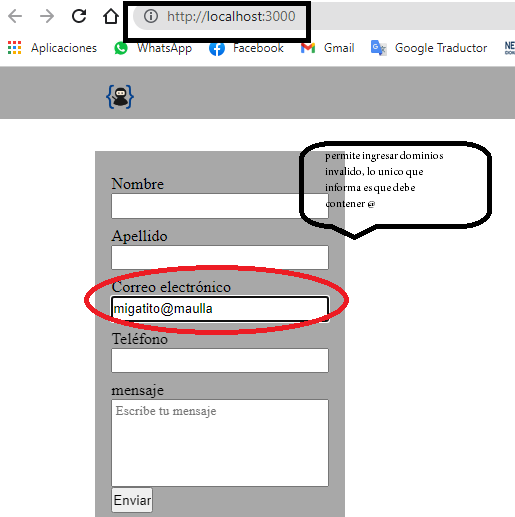 http://localhost:3000
Aplicaciones WhatsApp Facebook Gmail Google Traductor NE
permite ingresar dominios
invalido, lo unico que
informa es que debe
contener @
Nombre
Apellido
Correo electrónico
migatito@maulla
Teléfono
mensaje
Escribe tu mensaje
Enviar